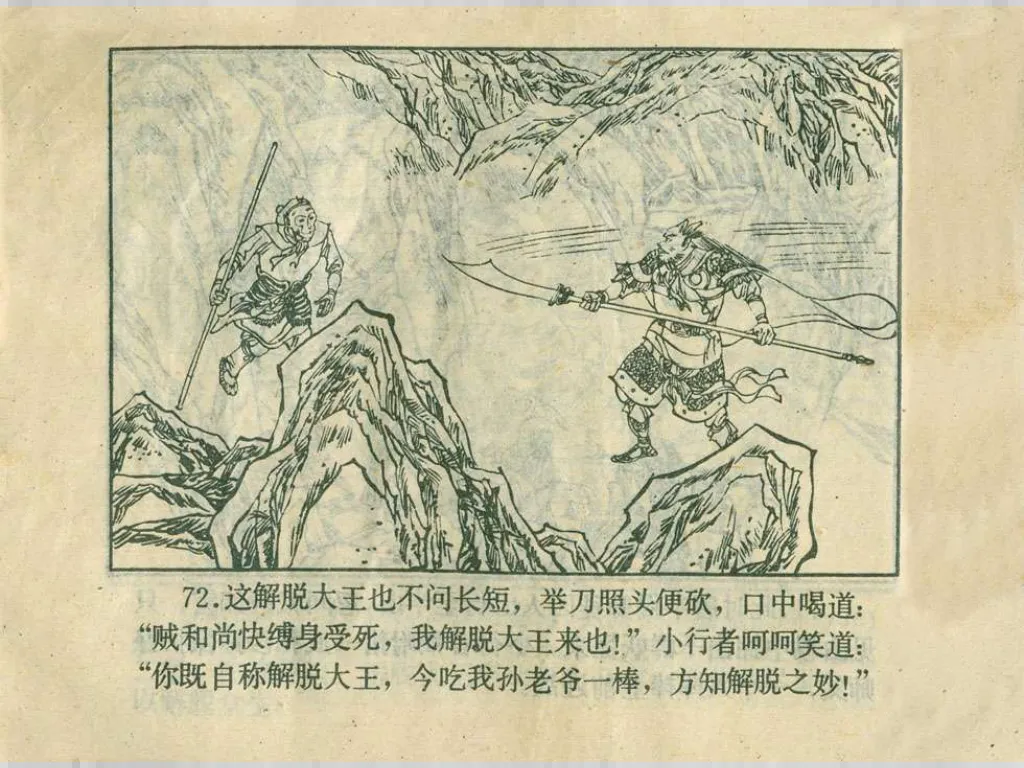 72.这解脱大王也不问长短，举刀照头便砍，口中喝道：
“贼和尚快缚身受死，我解脱大王来也！”小行者呵呵笑道：
“你既自称解脱大王，今吃我孙老爷一棒，方知解脱之妙！”